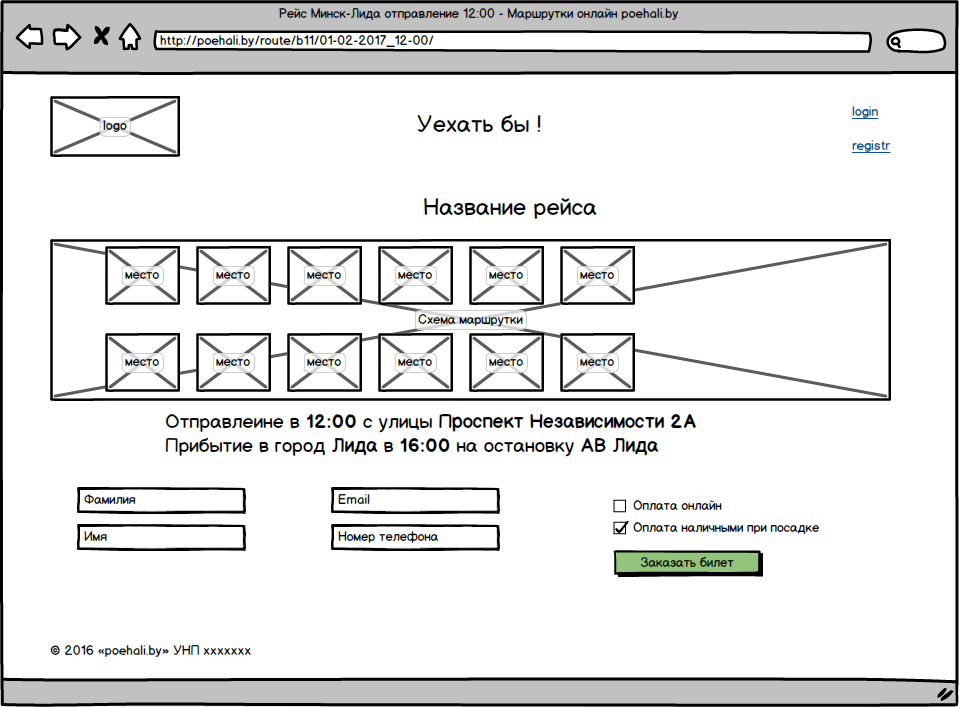 Рейс Минск-Лида отправление 12:00 - Маршрутки онлайн poehali.by
http://poehali.by/route/b11/01-02-2017_12-00/
logo
Уехать бы !
login
registr
Название рейса
место место место место место место
Схема маршрутки
место место место место место место
Отправлеине в 12:00 с улицы Проспект Независимости 2А
Прибытие в город Лида в 16:00 на остановку АВ Лида
Фамилия
Email
Оплата онлайн
Имя
Номер телефона
Оплата наличными при посадке
Заказать билет
© 2016 «poehali.by» УНП xxxxxxx